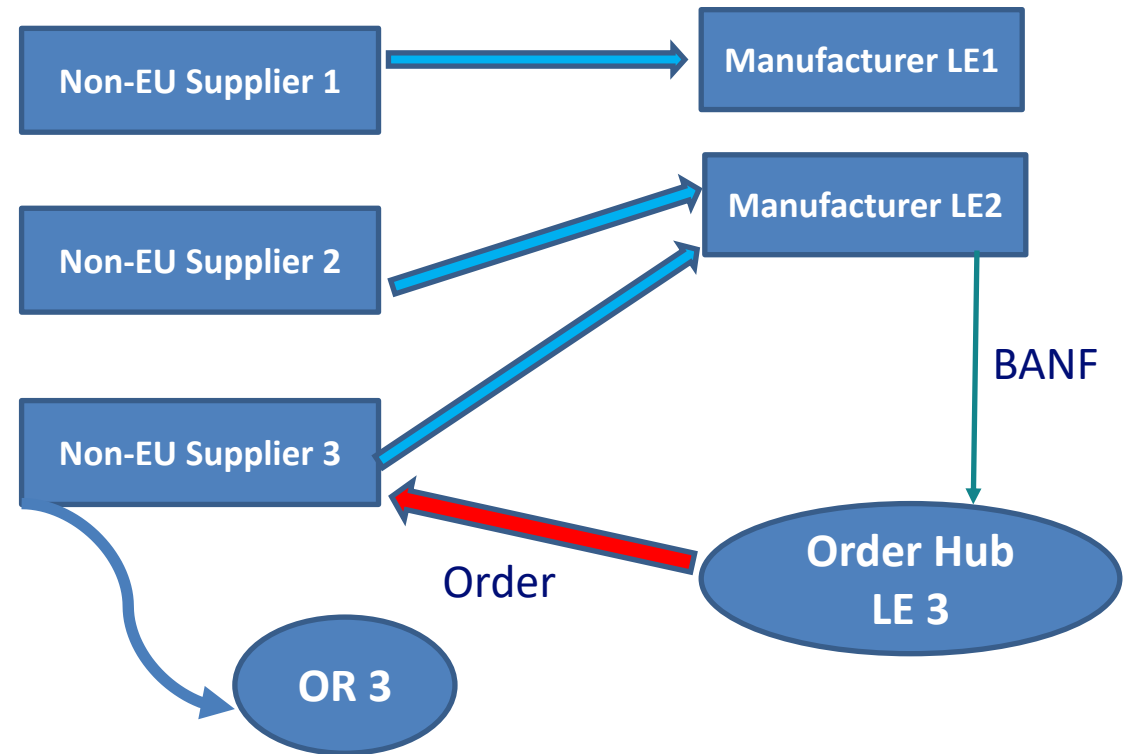 Non-EU Supplier 1
Manufacturer LE1
Non-EU Supplier 2
Manufacturer LE2
BANF
Non-EU Supplier 3
Order
Order Hub
LE 3
OR 3